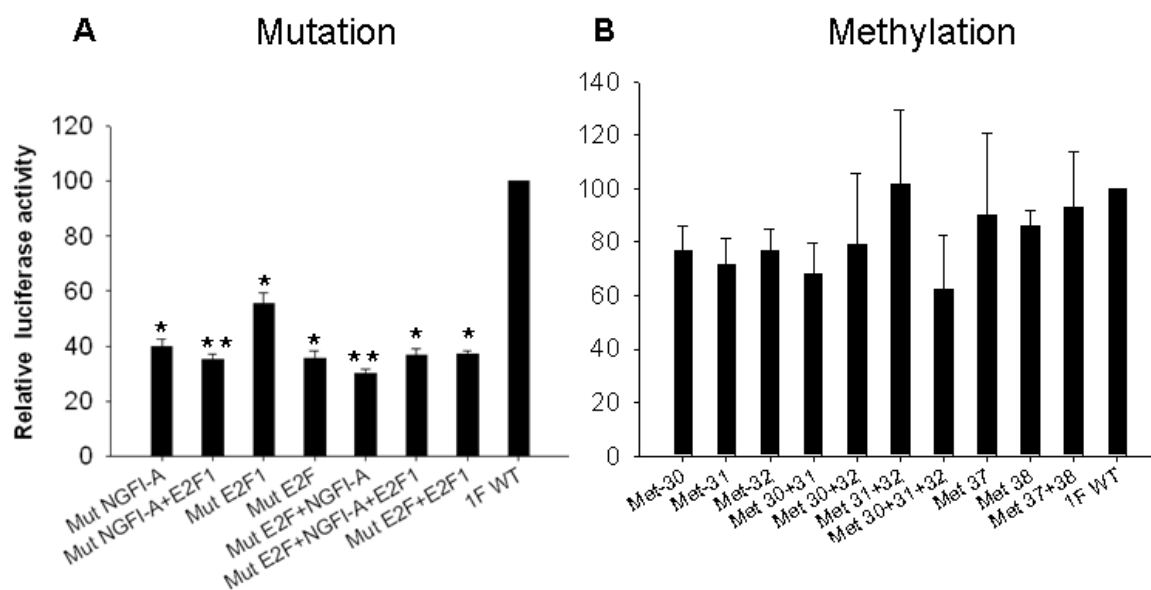 A Mutation
Relative luciferase activity
120
100
80
60
40
20
0
*
**
*
*
**
*
*
Mut NGFI-A
Mut NGFI-A+E2F1
Mut E2F1
Mut E2F
Mut E2F+NGFI-A
Mut E2F+NGFI-A+E2F1
Mut E2F+E2F1
1F WT
B Methylation
140
120
100
80
60
40
20
0
Met-30
Met-31
Met-32
Met 30+31
Met 30+32
Met 31+32
Met 30+31+32
Met 37
Met 38
Met 37+38
1F WT